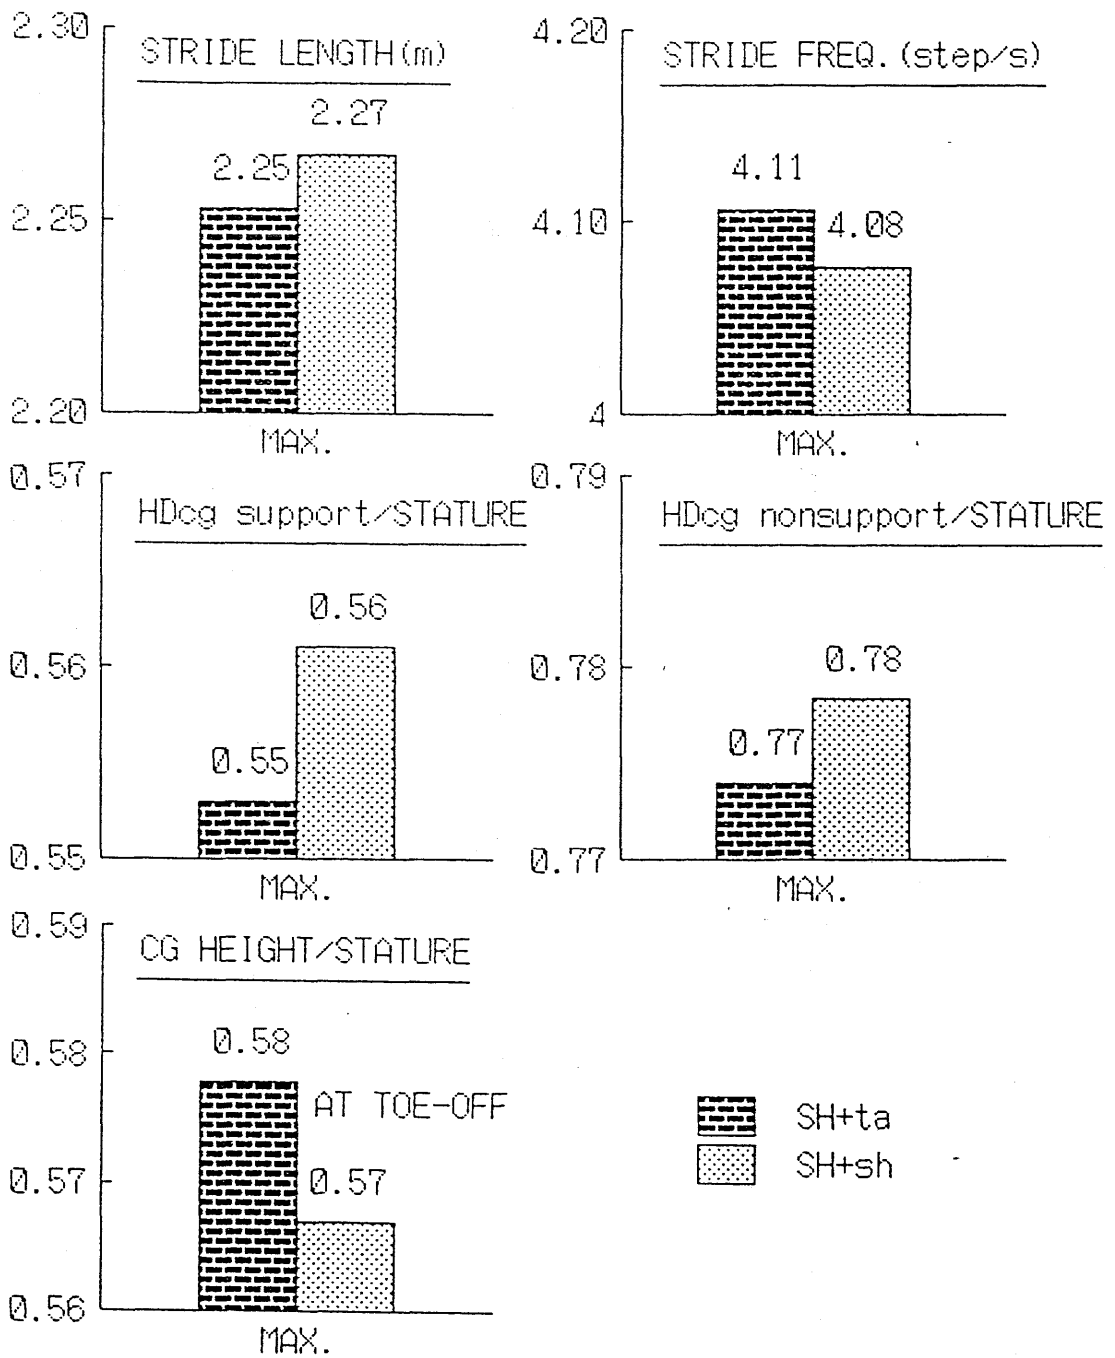 STRIDE LENGTH(m)
2.30
2.27
2.25
2.25
2.20
MAX.
STRIDE FREQ.(step/s)
4.20
4.11
4.10
4.08
4
MAX.
HDcg support/STATURE
0.57
0.56
0.56
0.55
0.55
MAX.
HDcg nonsupport/STATURE
0.79
0.78
0.78
0.77
0.77
MAX.
CG HEIGHT/STATURE
0.59
0.58
0.58
AT TOE-OFF
0.57
0.57
0.56
MAX.
SH+ta
SH+sh